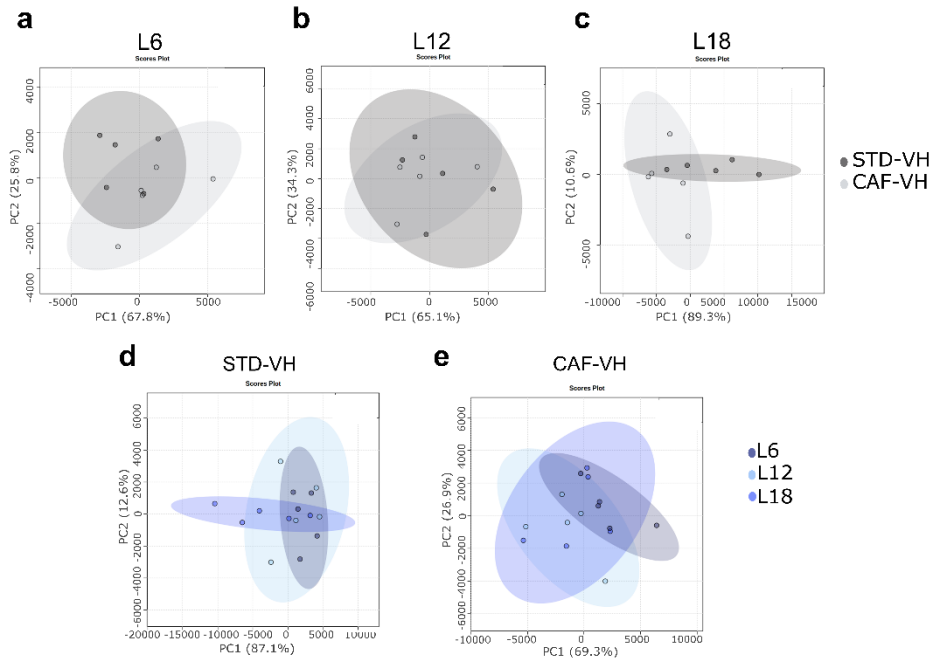 a
L6
Scores Plot
PC2 (25.8%)
4000
2000
0
-2000
-4000
-5000 0 5000
PC1 (67.8%)
b
L12
Scores Plot
PC2 (34.3%)
6000
4000
2000
0
-2000
-4000
-6000
-5000 0 5000
PC1 (65.1%)
c
L18
Scores Plot
PC2 (10.6%)
5000
0
-5000
-10000 -5000 0 5000 10000 15000
PC1 (89.3%)
STD-VH
CAF-VH
d
STD-VH
Scores Plot
PC2 (12.6%)
6000
4000
2000
0
-2000
-4000
-6000
-20000 -15000 -10000 -5000 0 5000 10000
PC1 (87.1%)
e
CAF-VH
Scores Plot
PC2 (26.9%)
6000
4000
2000
0
-2000
-4000
-6000
-10000 -5000 0 5000 10000
PC1 (69.3%)
L6
L12
L18